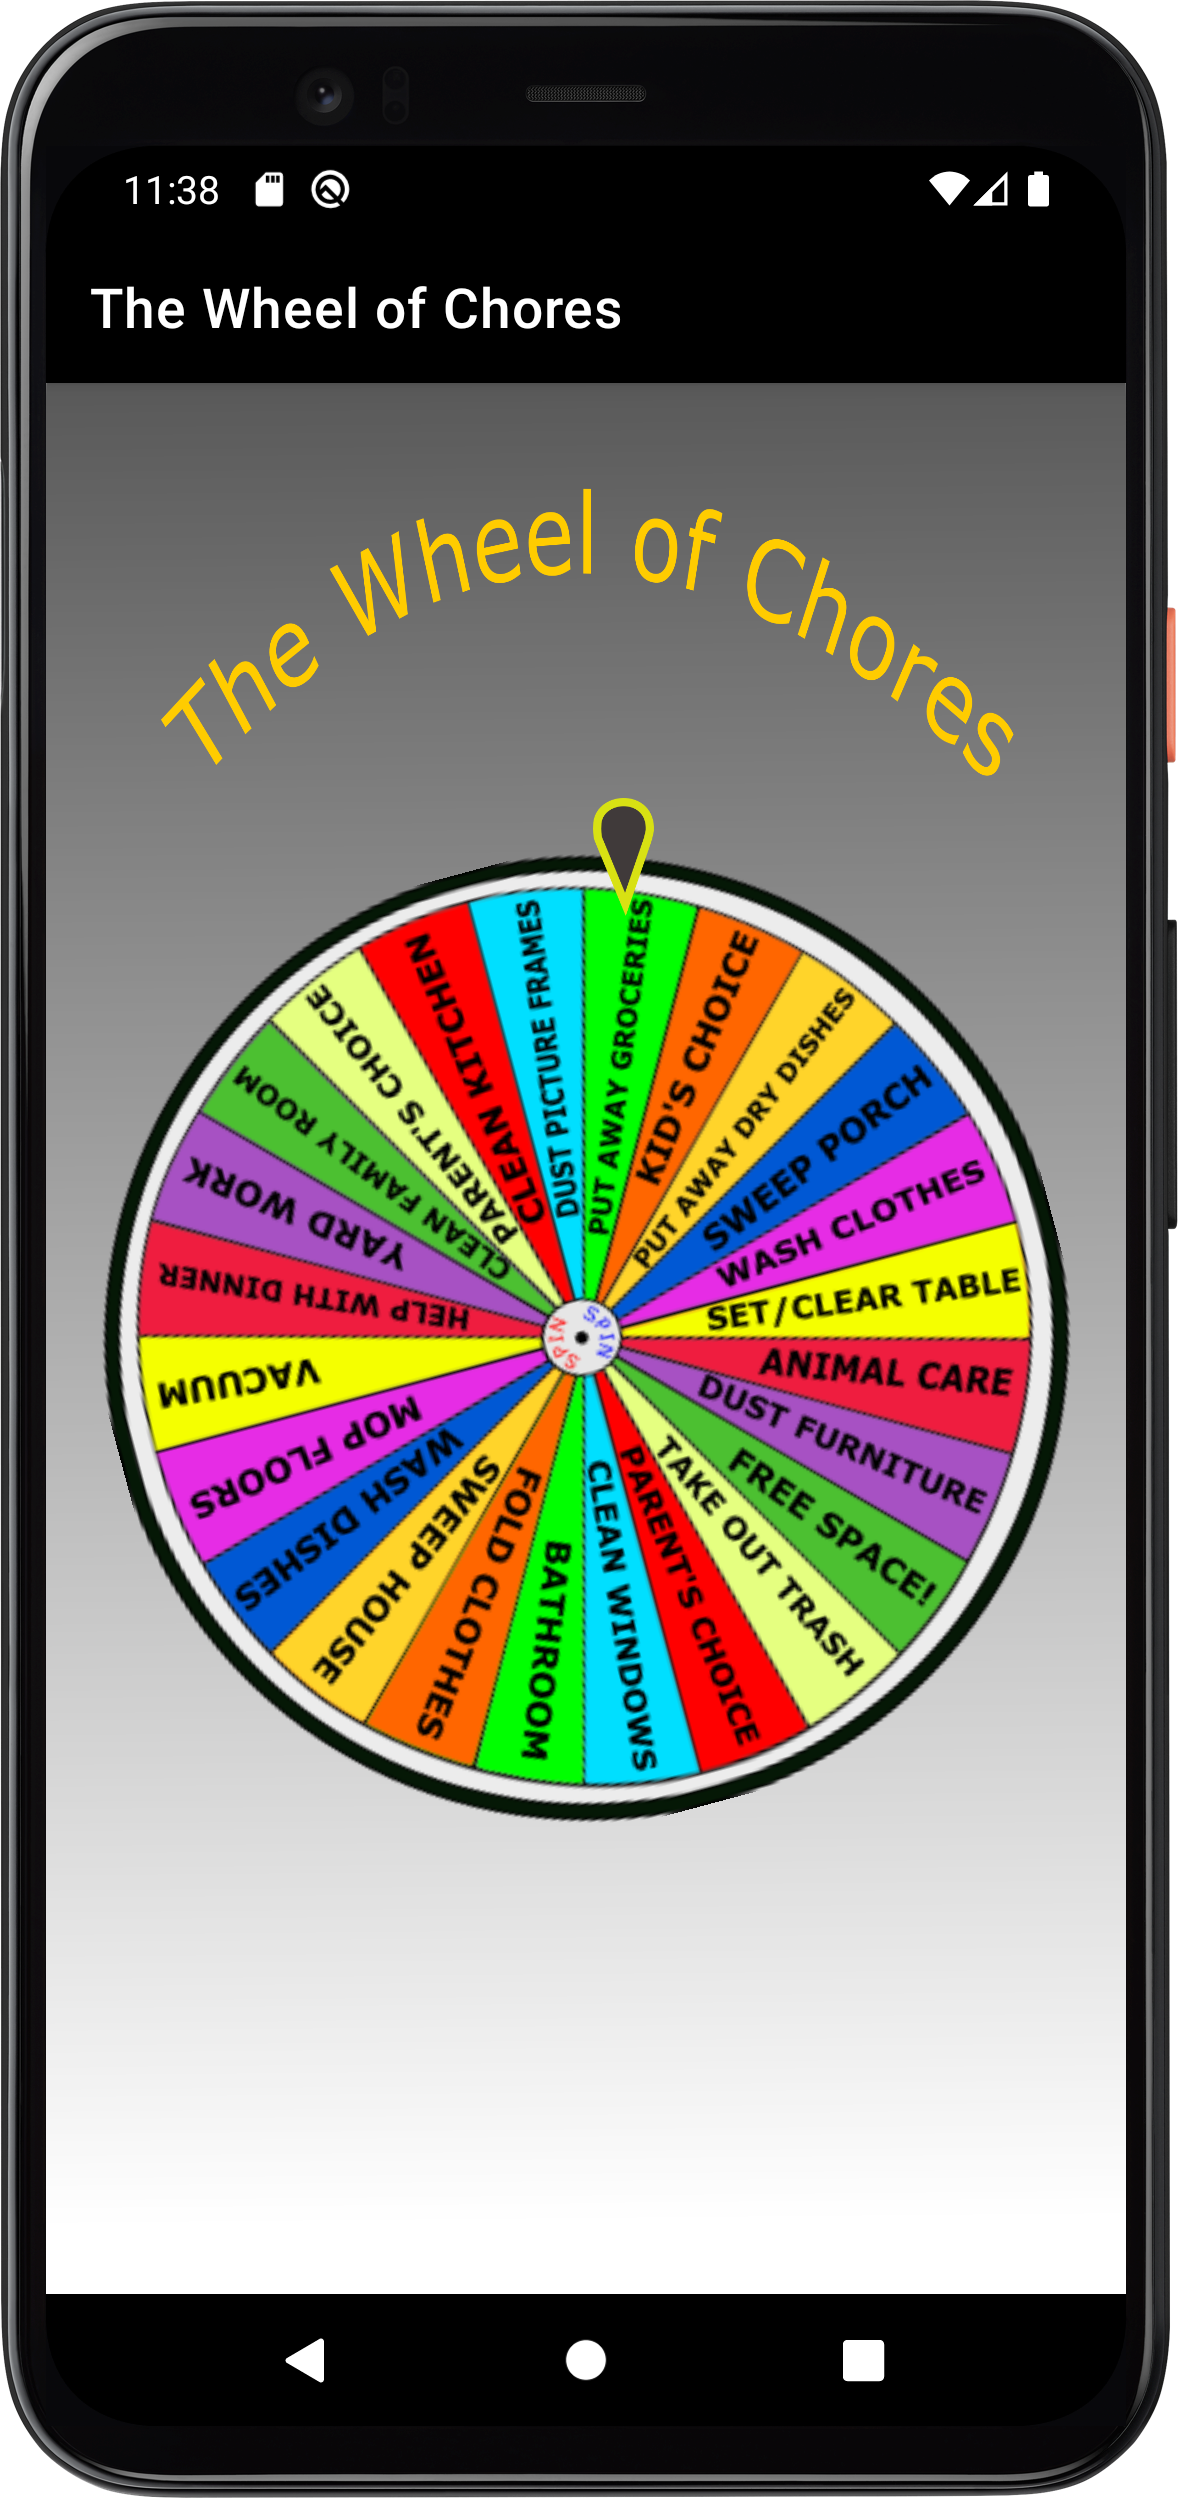 11:38
The Wheel of Chores
The Wheel of Chores
PUT AWAY GROCERIES
KID'S CHOICE
PUT AWAY DRY DISHES
SWEEP PORCH
WASH CLOTHES
SET/CLEAR TABLE
ANIMAL CARE
DUST FURNITURE
FREE SPACE!
TAKE OUT TRASH
PARENT'S CHOICE
CLEAN WINDOWS
BATHROOM
FOLD CLOTHES
SWEEP HOUSE
WASH DISHES
MOP FLOORS
VACUUM
HELP WITH DINNER
YARD WORK
CLEAN FAMILY ROOM
PARENT'S CHOICE
CLEAN KITCHEN
DUST PICTURE FRAMES
SPIN
SPIN